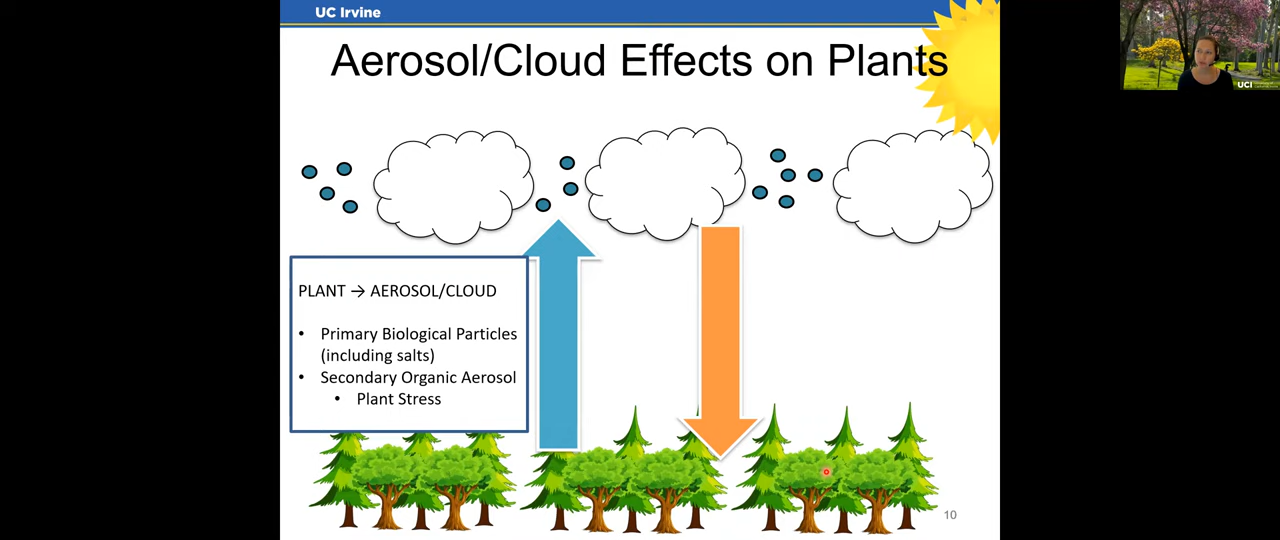 UC Irvine
Aerosol/Cloud Effects on Plants
PLANT → AEROSOL/CLOUD
• Primary Biological Particles
(including salts)
• Secondary Organic Aerosol
• Plant Stress
10
UCI